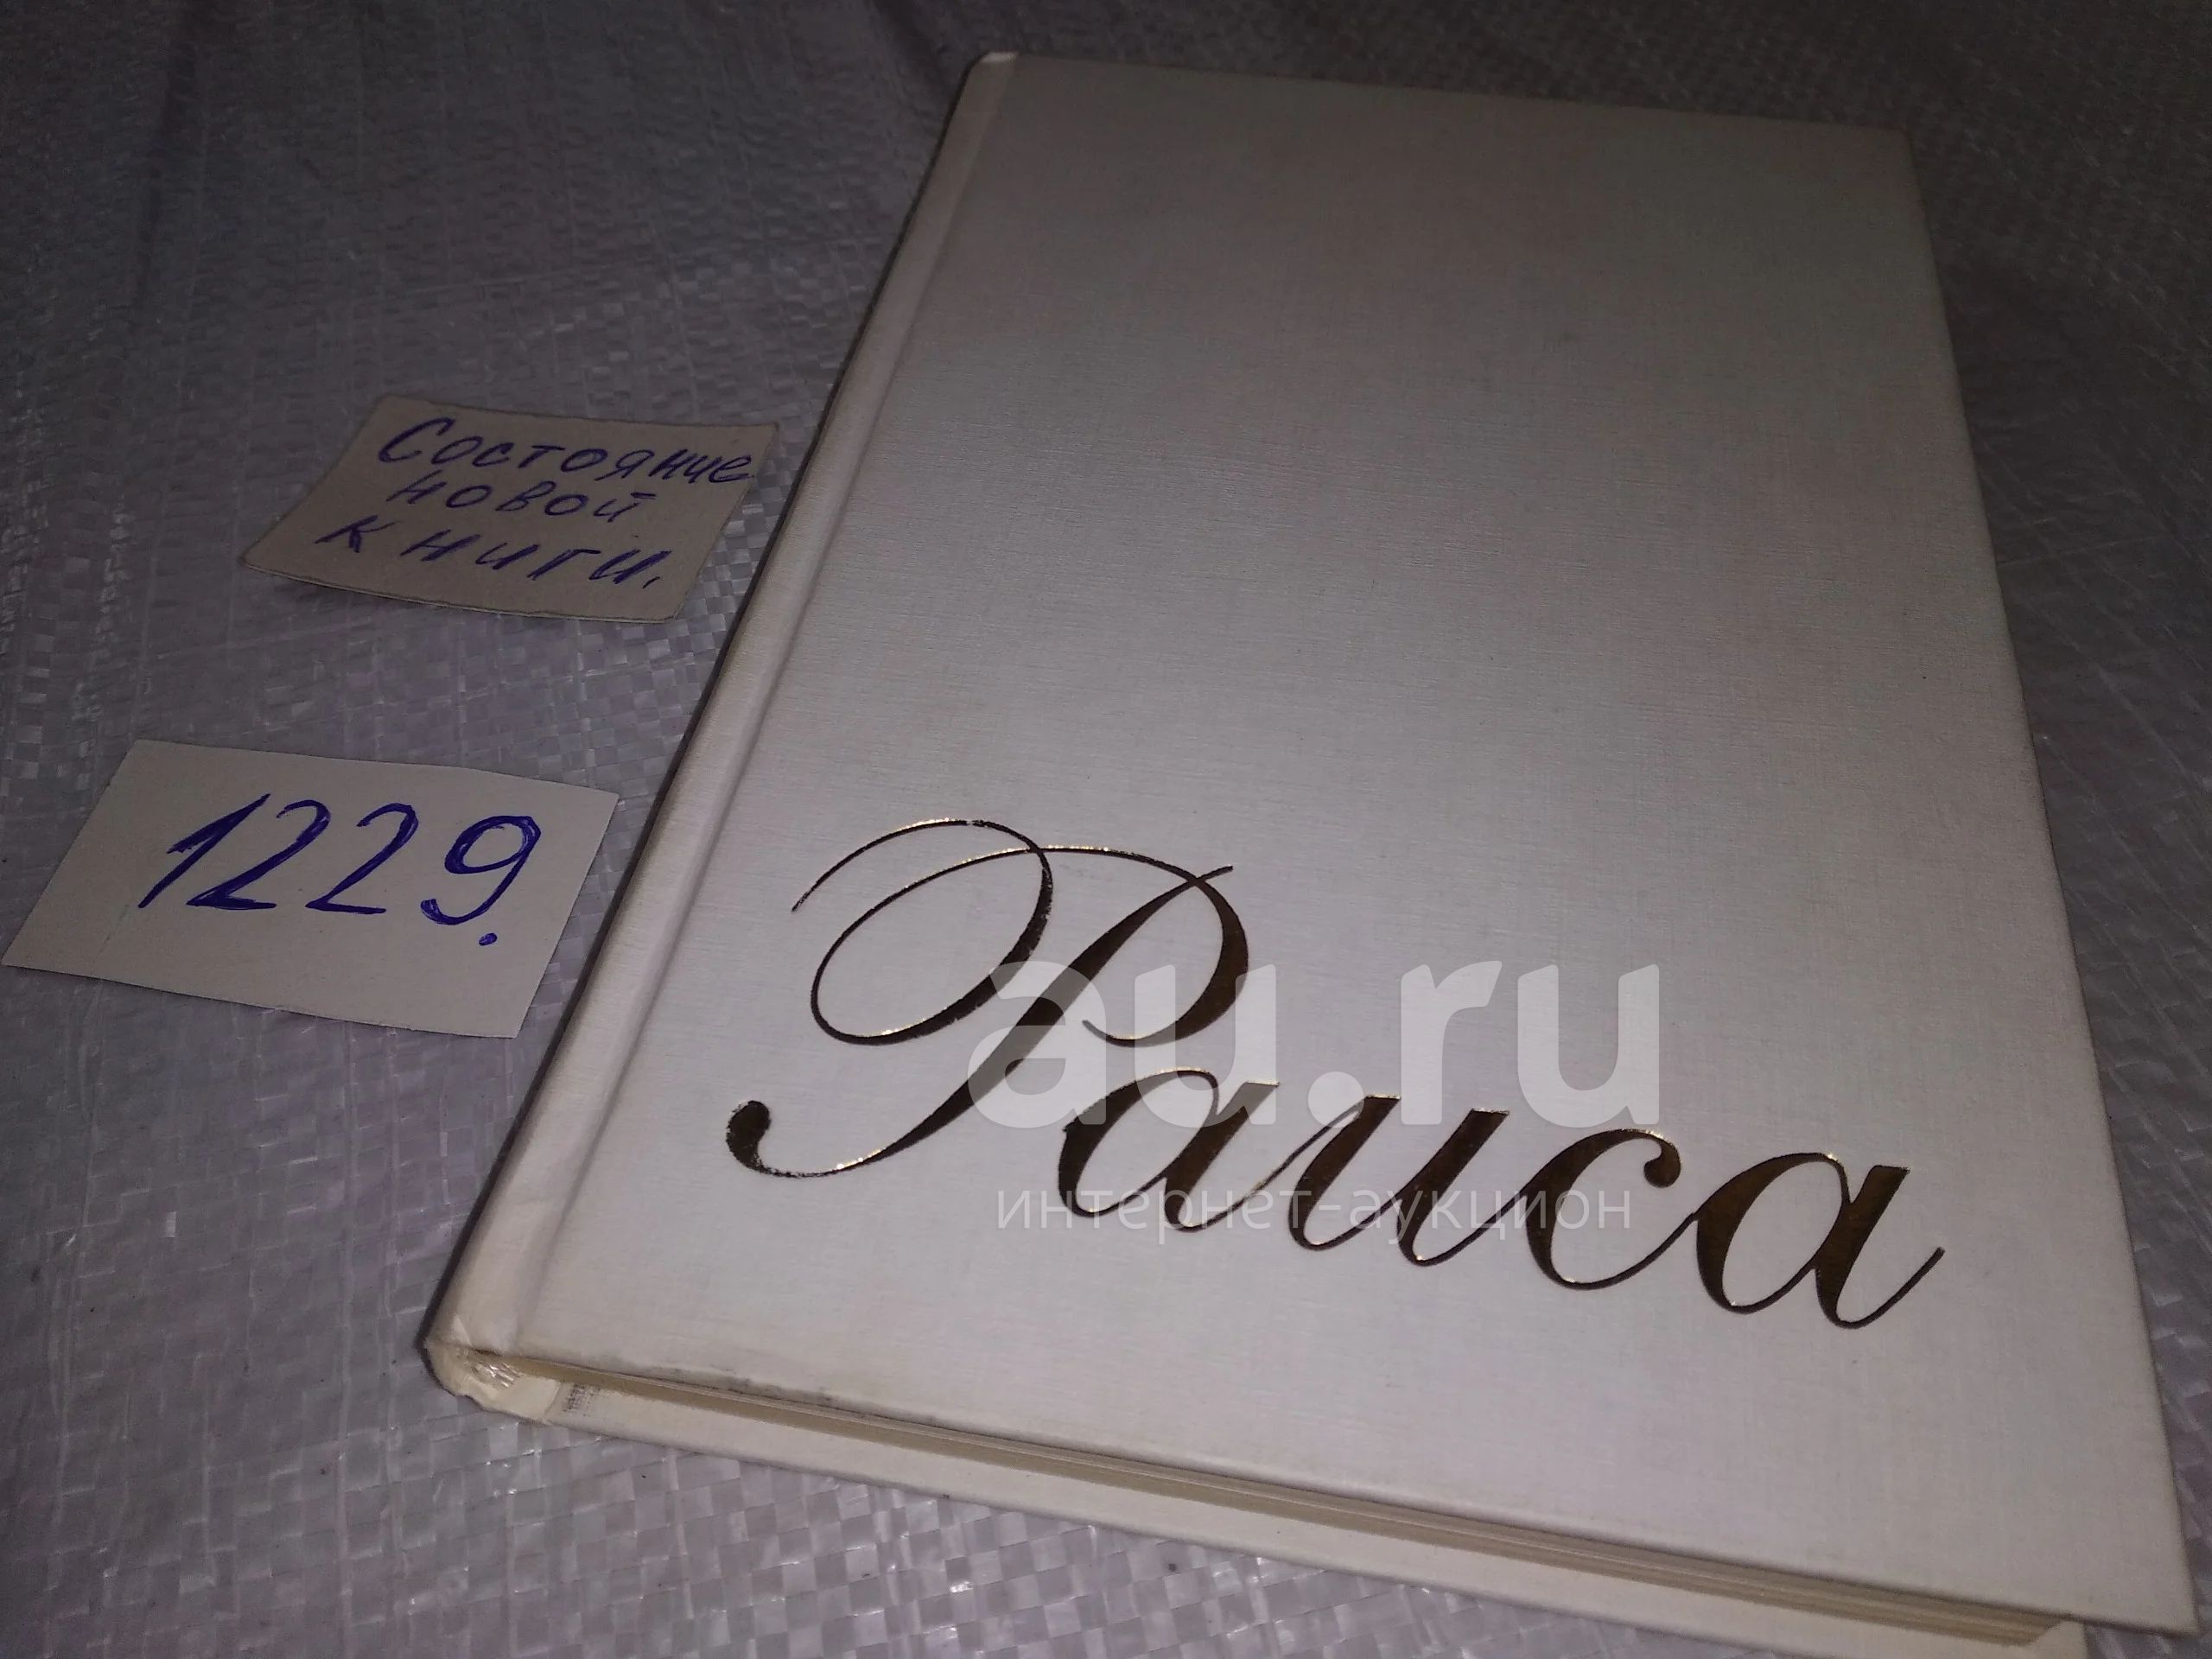 Состояние
новой
книги.
1229.
Раиса
au.ru
интернет-аукцион